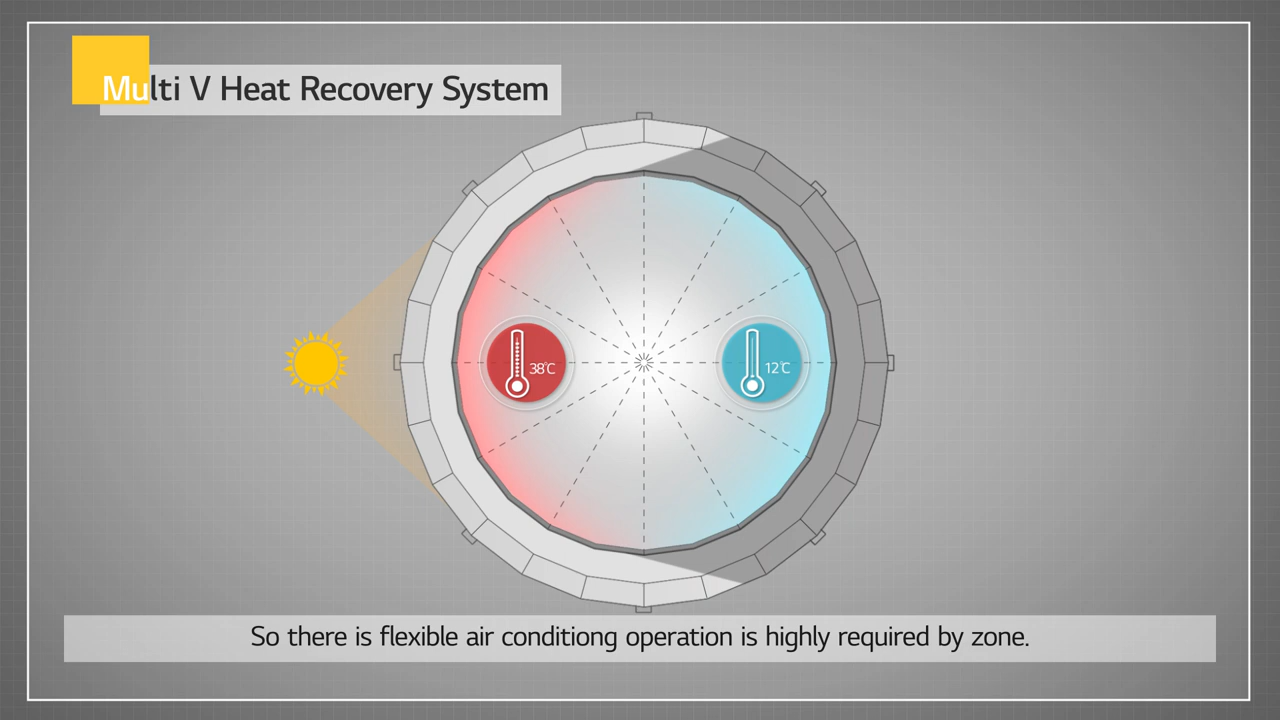 Multi V Heat Recovery System
38℃
12℃
So there is flexible air conditiong operation is highly required by zone.